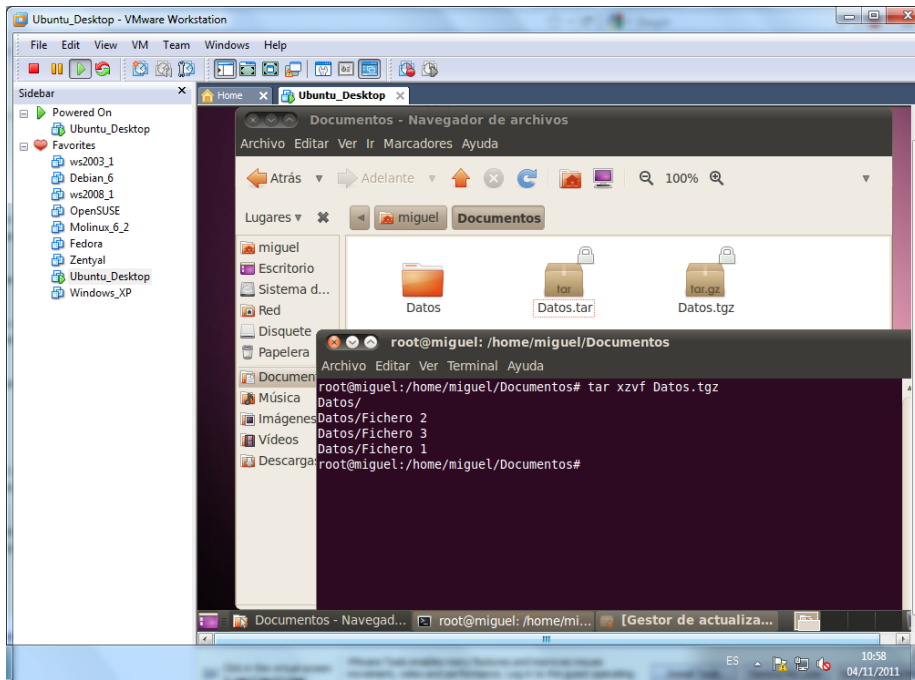 Ubuntu_Desktop - VMware Workstation
File Edit View VM Team Windows Help
Sidebar
Powered On
Ubuntu_Desktop
Favorites
ws2003_1
Debian_6
ws2008_1
OpenSUSE
Molinux_6_2
Fedora
Zentyal
Ubuntu_Desktop
Windows_XP
Home
Ubuntu_Desktop
Documentos - Navegador de archivos
Archivo Editar Ver Ir Marcadores Ayuda
Atrás Adelante 100%
Lugares miguel Documentos
miguel
Escritorio
Sistema d...
Red
Disquete
Papelera
Documen
Música
Imágenes
Vídeos
Descarga
tar
tar.gz
Datos Datos.tar Datos.tgz
root@miguel: /home/miguel/Documentos
Archivo Editar Ver Terminal Ayuda
root@miguel:/home/miguel/Documentos# tar xzvf Datos.tgz
Datos/
Datos/Fichero 2
Datos/Fichero 3
Datos/Fichero 1
root@miguel:/home/miguel/Documentos#
Documentos - Navegad... root@miguel: /home/mi... [Gestor de actualiza...
ES
10:58
04/11/2011